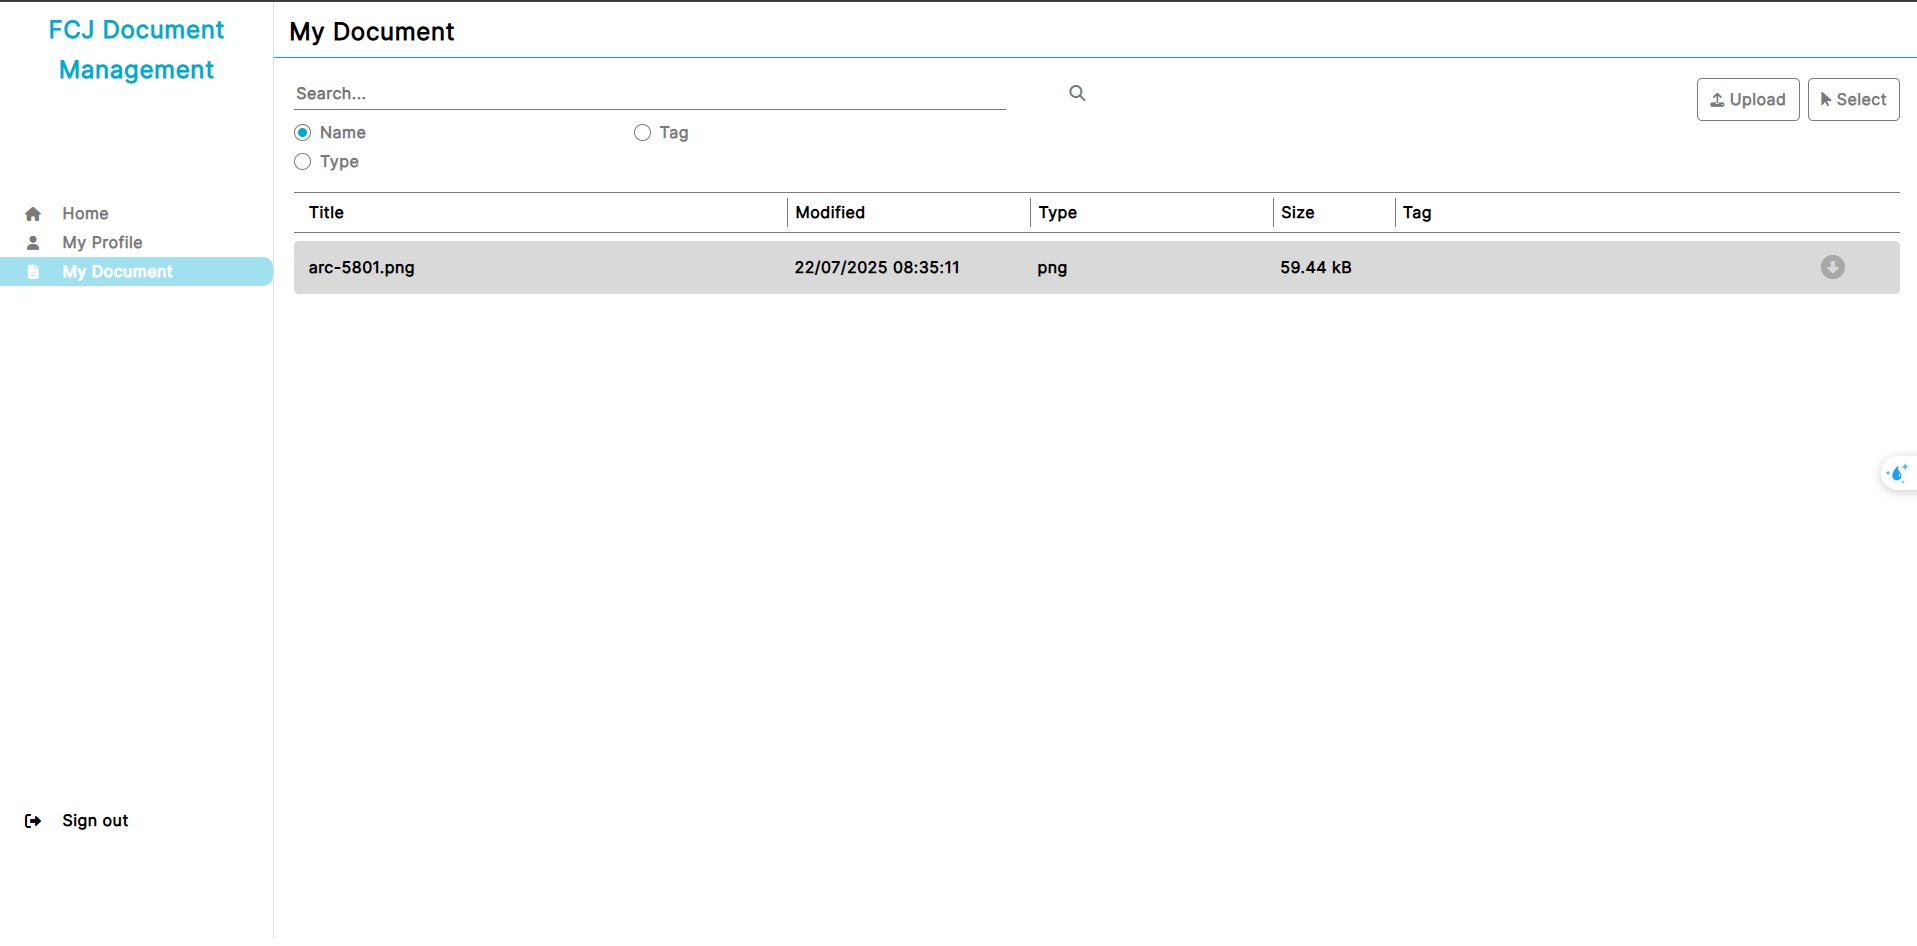 FCJ Document
Management
Home
My Profile
My Document
Sign out
My Document
Search...
Name
Tag
Type
Upload
Select
Title Modified Type Size Tag
arc-5801.png 22/07/2025 08:35:11 png 59.44 kB